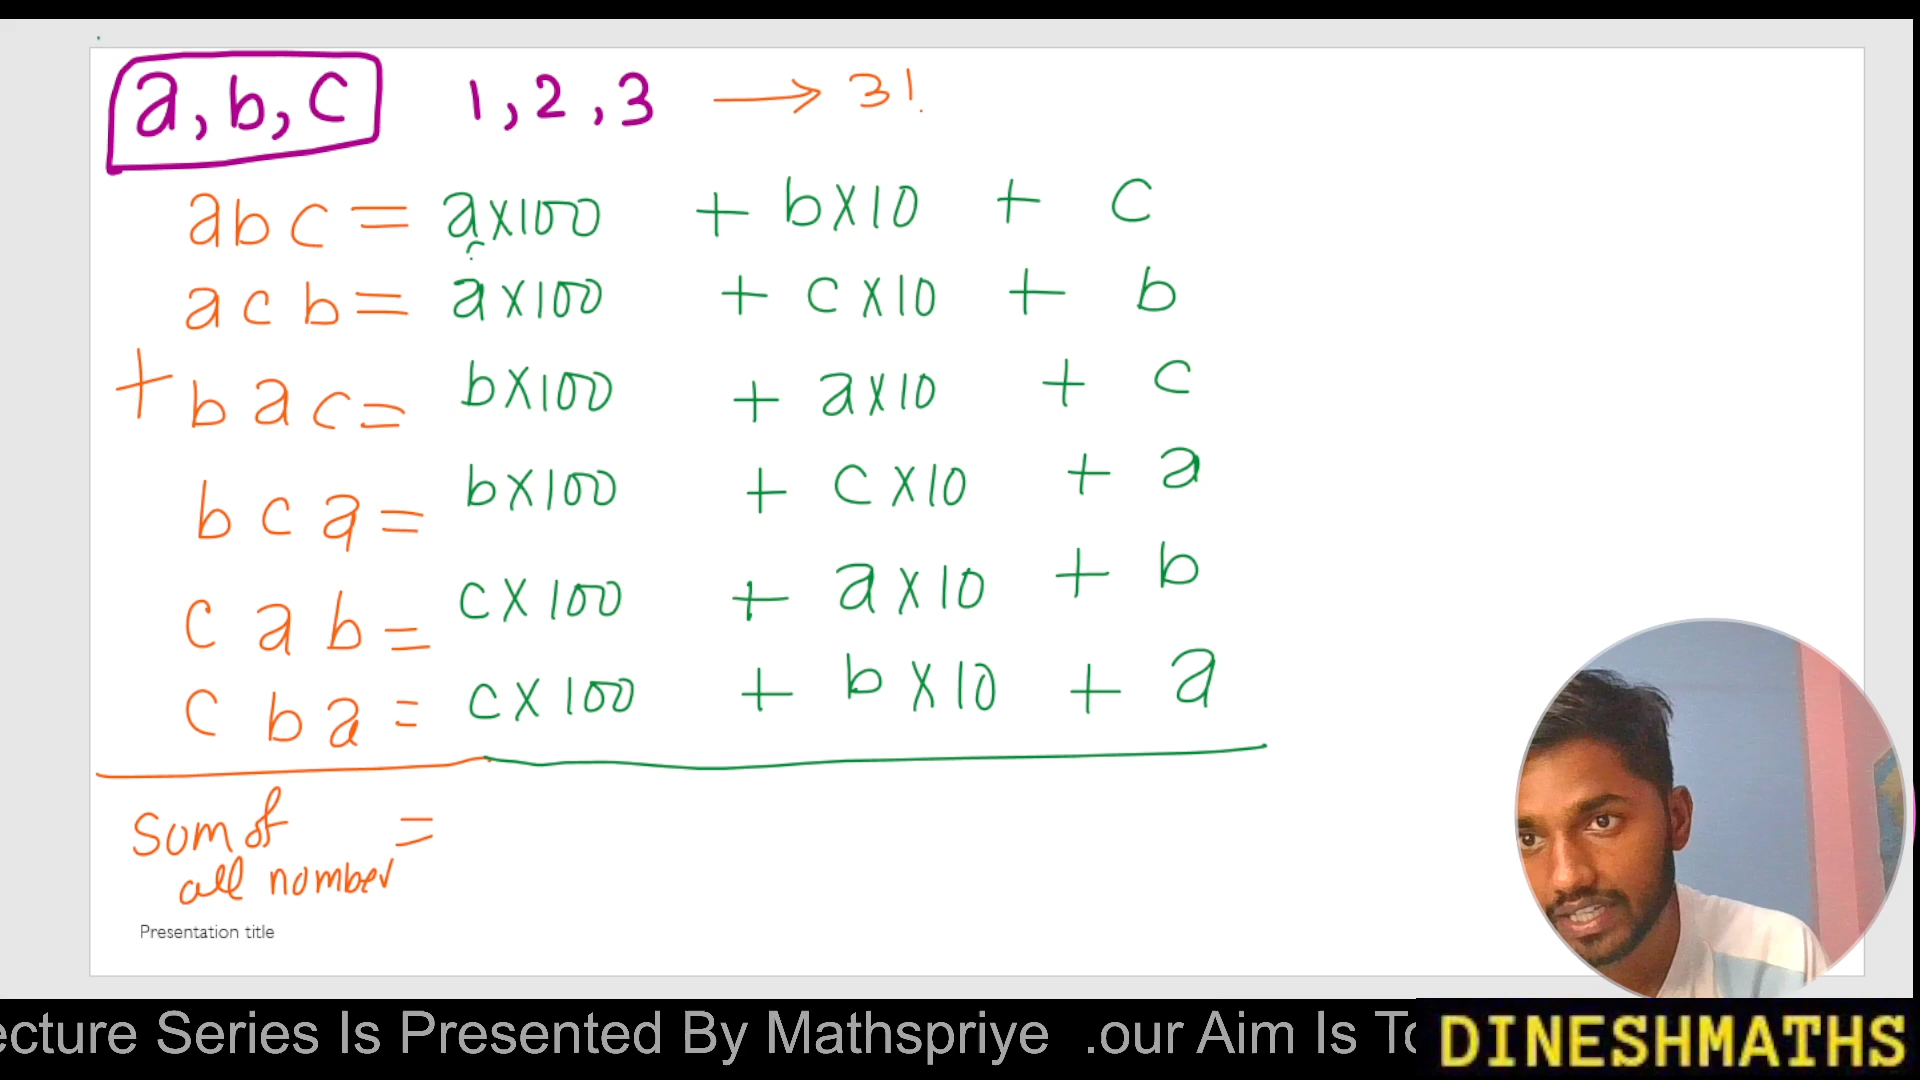 a, b, c 1, 2, 3 → 3!
abc = a×100 + b×10 + c
acb = a×100 + c×10 + b
+ bac = b×100 + a×10 + c
bca = b×100 + c×10 + a
cab = c×100 + a×10 + b
cba = c×100 + b×10 + a
Sum of =
all number
Presentation title
ecture Series Is Presented By Mathspriye .our Aim Is To
DINESHMATHS